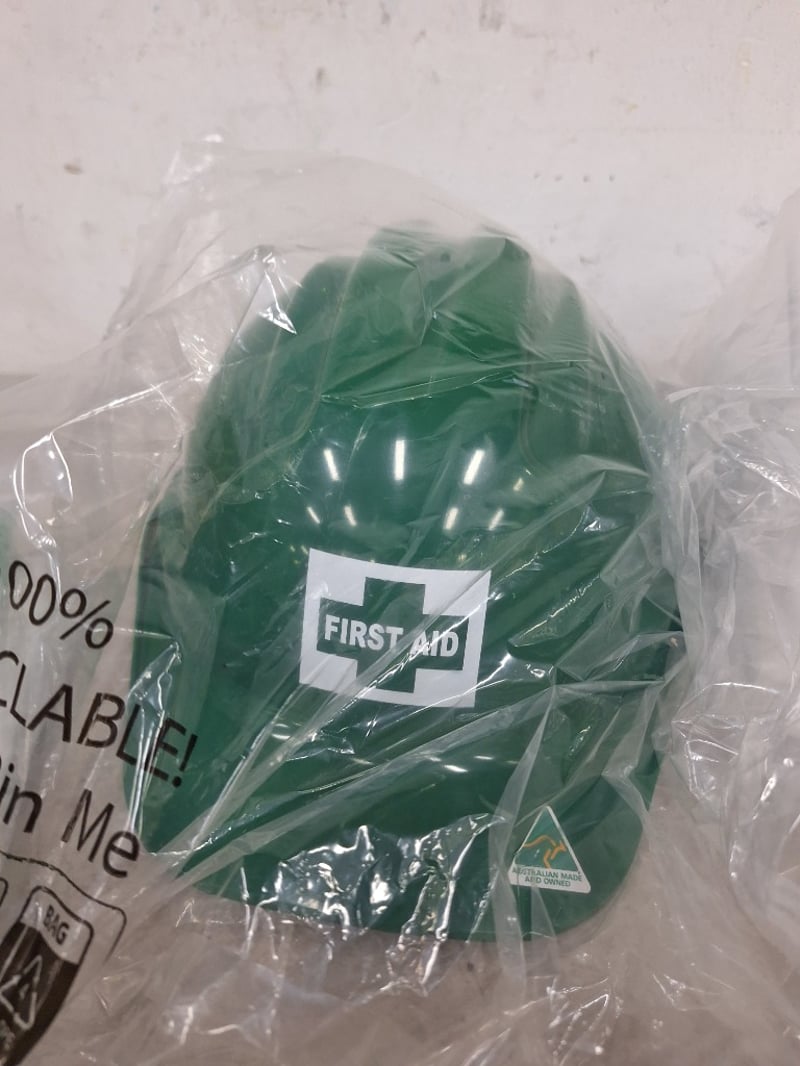 FIRST AID
AUSTRALIAN MADE
AND OWNED
00%
CLABLE!
in Me
BAG